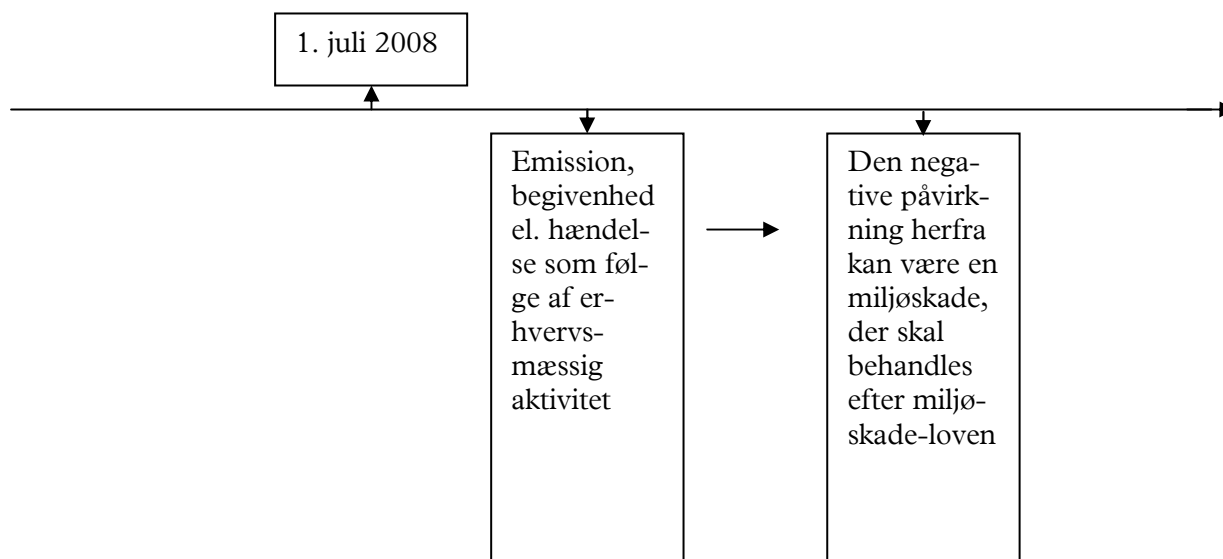 1. juli 2008
Emission,
begivenhed
el. hændel-
se som føl-
ge af er-
hvervs-
mæssig
aktivitet
Den nega-
tive påvirk-
ning herfra
kan være en
miljøskade,
der skal
behandles
efter miljø-
skade-loven